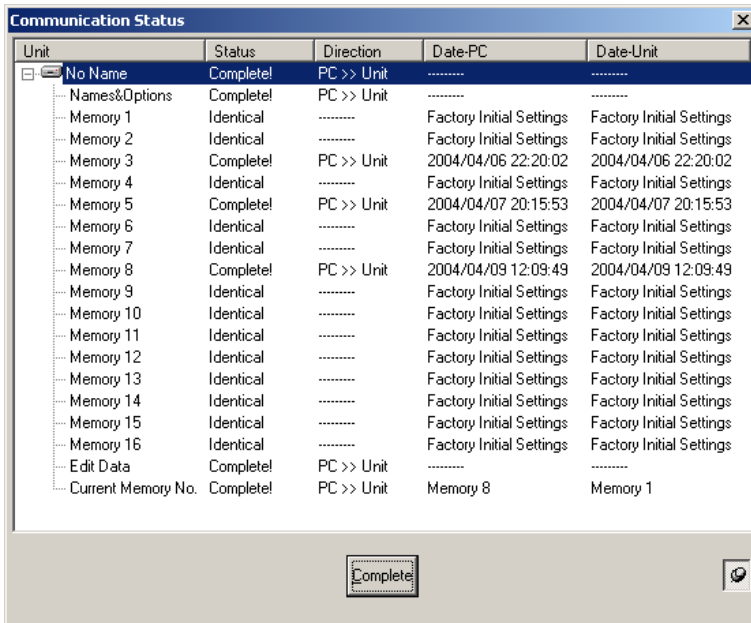 Communication Status
Unit Status Direction Date-PC Date-Unit
No Name Complete! PC >> Unit --------- ---------
Names&Options Complete! PC >> Unit --------- ---------
Memory 1 Identical --------- Factory Initial Settings Factory Initial Settings
Memory 2 Identical --------- Factory Initial Settings Factory Initial Settings
Memory 3 Complete! PC >> Unit 2004/04/06 22:20:02 2004/04/06 22:20:02
Memory 4 Identical --------- Factory Initial Settings Factory Initial Settings
Memory 5 Complete! PC >> Unit 2004/04/07 20:15:53 2004/04/07 20:15:53
Memory 6 Identical --------- Factory Initial Settings Factory Initial Settings
Memory 7 Identical --------- Factory Initial Settings Factory Initial Settings
Memory 8 Complete! PC >> Unit 2004/04/09 12:09:49 2004/04/09 12:09:49
Memory 9 Identical --------- Factory Initial Settings Factory Initial Settings
Memory 10 Identical --------- Factory Initial Settings Factory Initial Settings
Memory 11 Identical --------- Factory Initial Settings Factory Initial Settings
Memory 12 Identical --------- Factory Initial Settings Factory Initial Settings
Memory 13 Identical --------- Factory Initial Settings Factory Initial Settings
Memory 14 Identical --------- Factory Initial Settings Factory Initial Settings
Memory 15 Identical --------- Factory Initial Settings Factory Initial Settings
Memory 16 Identical --------- Factory Initial Settings Factory Initial Settings
Edit Data Complete! PC >> Unit --------- ---------
Current Memory No. Complete! PC >> Unit Memory 8 Memory 1
Complete